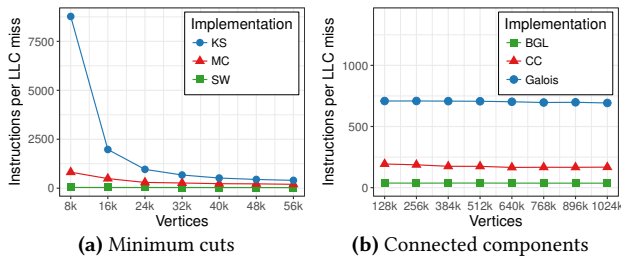 Instructions per LLC miss
7500
5000
2500
0
Implementation
KS
MC
SW
8k 16k 24k 32k 40k 48k 56k
Vertices
(a) Minimum cuts
Instructions per LLC miss
1000
500
0
Implementation
BGL
CC
Galois
128k 256k 384k 512k 640k 768k 896k 1024k
Vertices
(b) Connected components